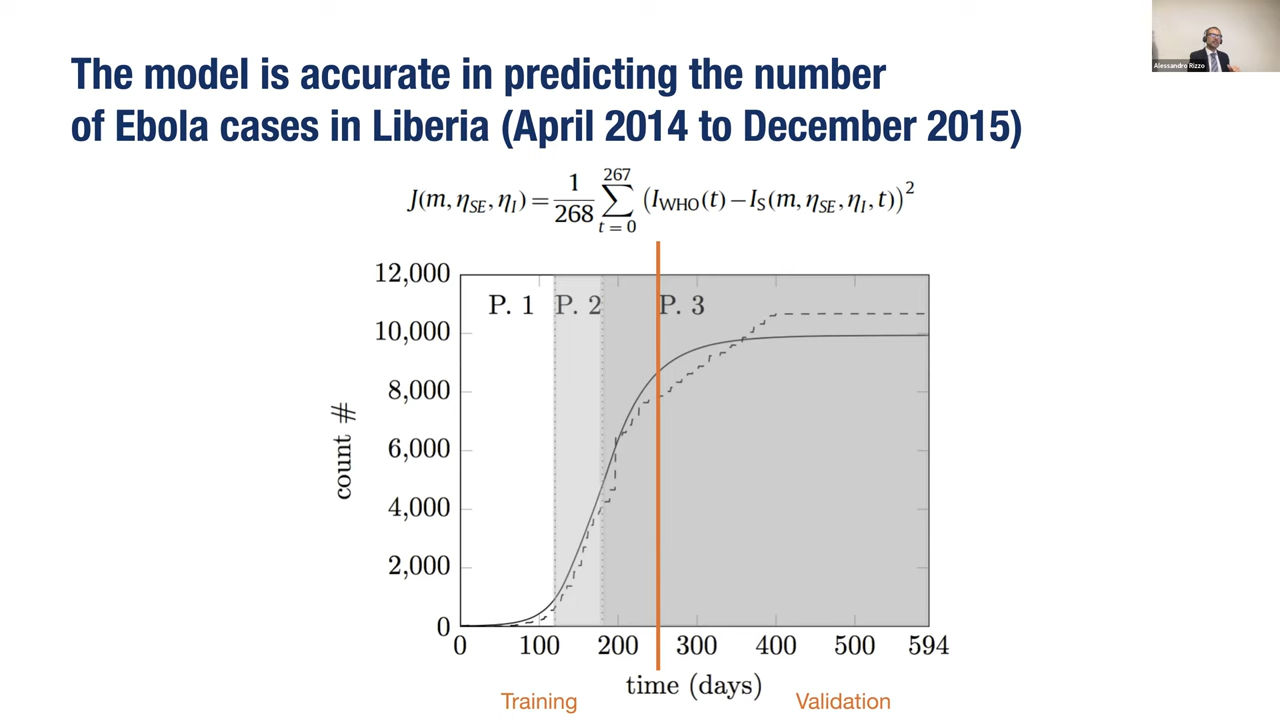 The model is accurate in predicting the number
of Ebola cases in Liberia (April 2014 to December 2015)
Alessandro Rizzo
J(m, η_SE, η_I) = 1/268 ∑_{t=0}^{267} (I_WHO(t) − I_S(m, η_SE, η_I, t))²
12,000
10,000
8,000
6,000
4,000
2,000
0
count #
P. 1 P. 2 P. 3
0 100 200 300 400 500 594
time (days)
Training Validation